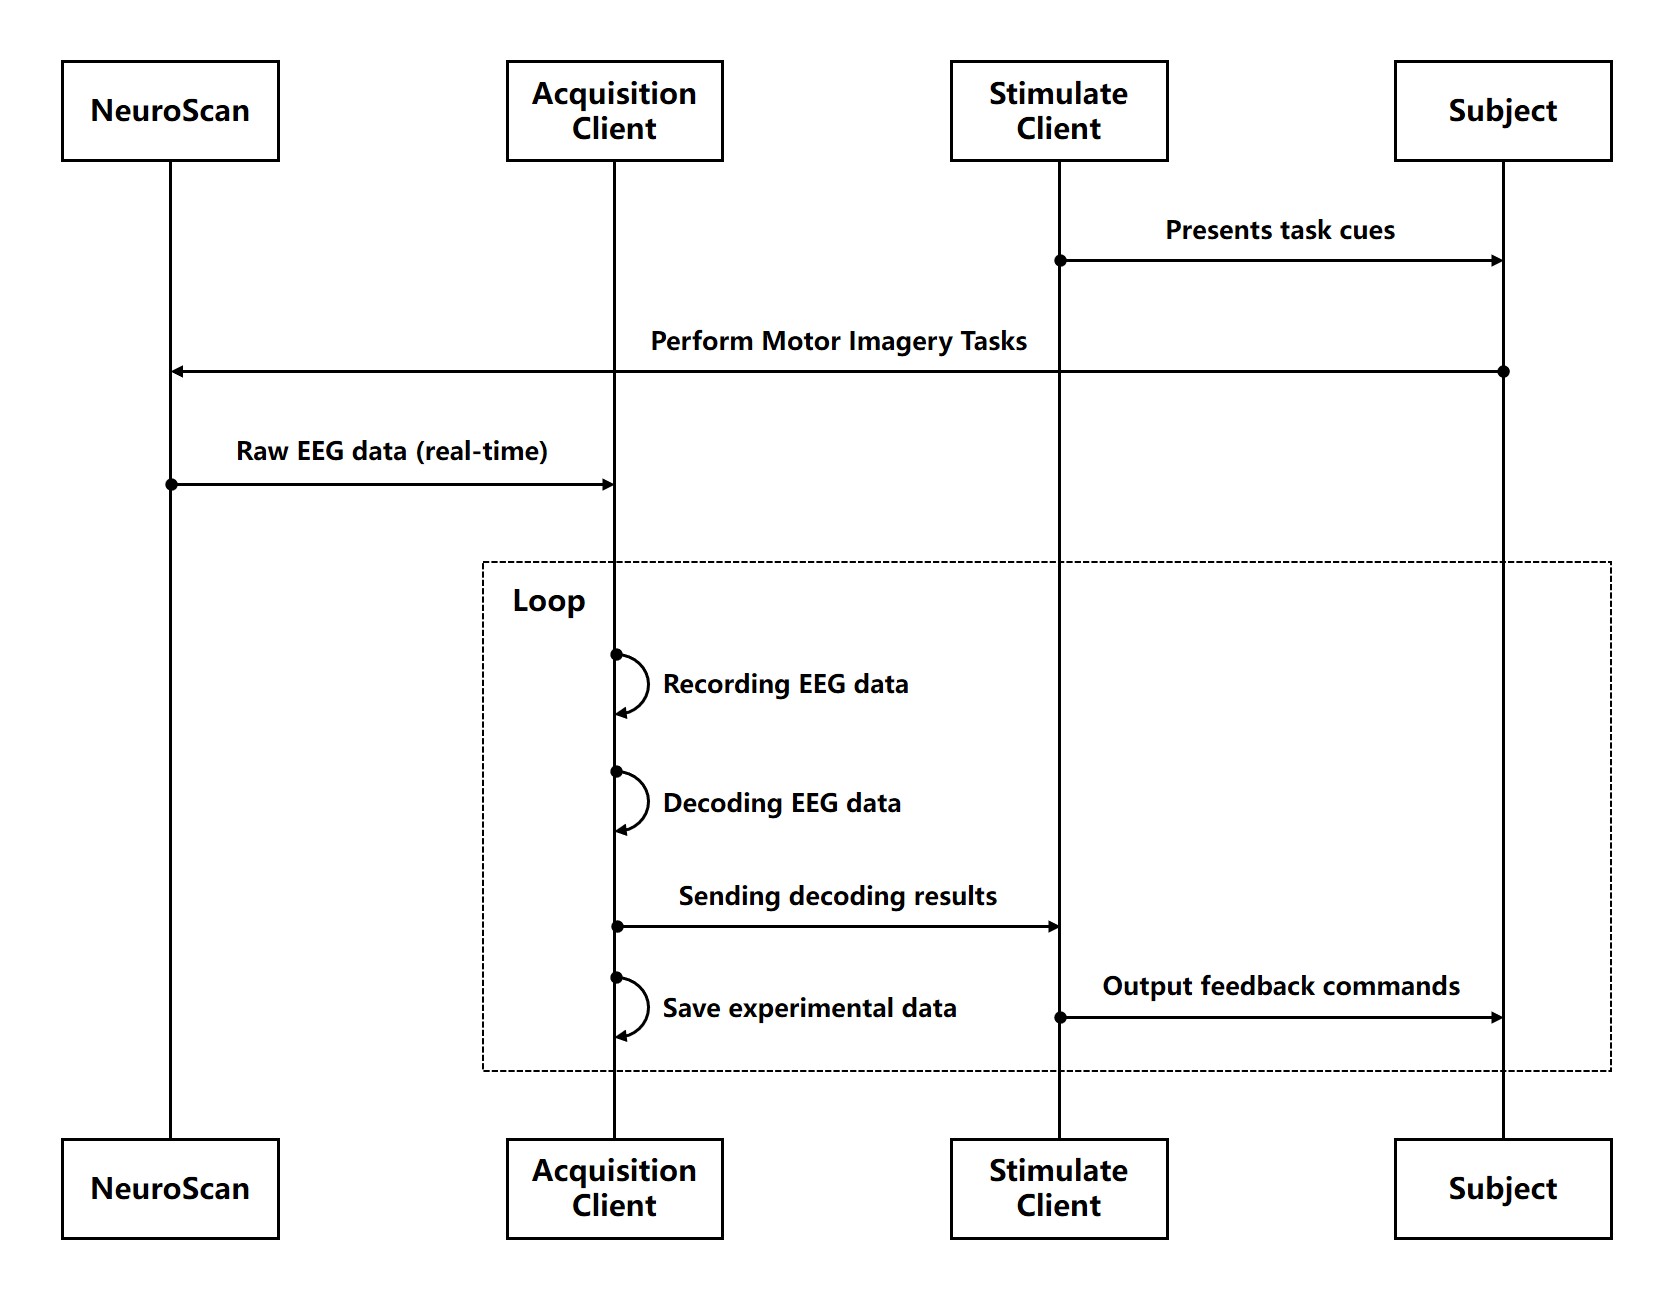 NeuroScan
Acquisition
Client
Stimulate
Client
Subject
Presents task cues
Perform Motor Imagery Tasks
Raw EEG data (real-time)
Loop
Recording EEG data
Decoding EEG data
Sending decoding results
Output feedback commands
Save experimental data
NeuroScan
Acquisition
Client
Stimulate
Client
Subject